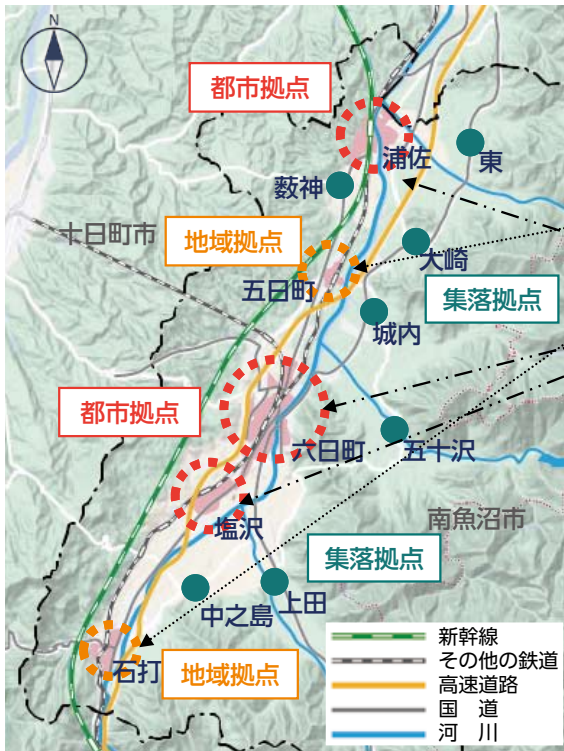 N
都市拠点
浦佐
東
薮神
十日町市
地域拠点
大崎
五日町
集落拠点
城内
都市拠点
六日町
五十沢
塩沢
南魚沼市
集落拠点
中之島
上田
石打
地域拠点
新幹線
その他の鉄道
高速道路
国　道
河　川